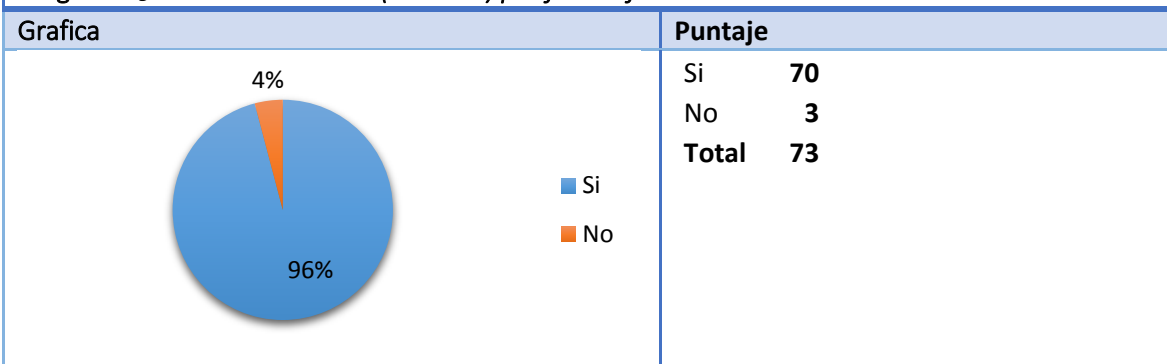 Grafica
Puntaje
4%
96%
Si
No
Si 70
No 3
Total 73